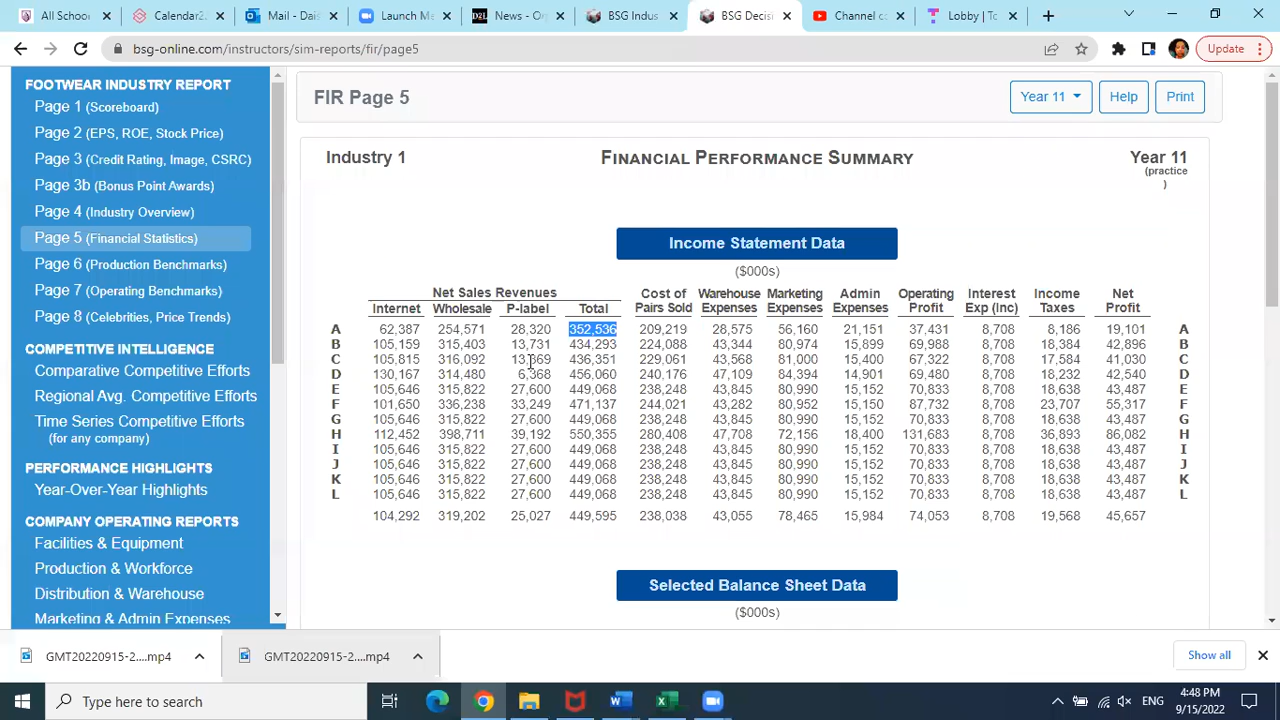 All School
Calendar2
Mail - Dais
Launch Me
News - On
BSG Indus
BSG Decisi
Channel co
Lobby | To
bsg-online.com/instructors/sim-reports/fir/page5
Update
FOOTWEAR INDUSTRY REPORT
Page 1 (Scoreboard)
Page 2 (EPS, ROE, Stock Price)
Page 3 (Credit Rating, Image, CSRC)
Page 3b (Bonus Point Awards)
Page 4 (Industry Overview)
Page 5 (Financial Statistics)
Page 6 (Production Benchmarks)
Page 7 (Operating Benchmarks)
Page 8 (Celebrities, Price Trends)
COMPETITIVE INTELLIGENCE
Comparative Competitive Efforts
Regional Avg. Competitive Efforts
Time Series Competitive Efforts
(for any company)
PERFORMANCE HIGHLIGHTS
Year-Over-Year Highlights
COMPANY OPERATING REPORTS
Facilities & Equipment
Production & Workforce
Distribution & Warehouse
Marketing & Admin Expenses
FIR Page 5
Year 11
Help
Print
Industry 1
FINANCIAL PERFORMANCE SUMMARY
Year 11
(practice
)
Income Statement Data
($000s)
Net Sales Revenues Cost of Warehouse Marketing Admin Operating Interest Income Net
Internet Wholesale P-label Total Pairs Sold Expenses Expenses Expenses Profit Exp (Inc) Taxes Profit
A 62,387 254,571 28,320 352,536 209,219 28,575 56,160 21,151 37,431 8,708 8,186 19,101 A
B 105,159 315,403 13,731 434,293 224,088 43,344 80,974 15,899 69,988 8,708 18,384 42,896 B
C 105,815 316,092 436,351 229,061 43,568 81,000 15,400 67,322 8,708 17,584 41,030 C
D 130,167 314,480 6,368 456,060 240,176 47,109 84,394 14,901 69,480 8,708 18,232 42,540 D
E 105,646 315,822 27,600 449,068 238,248 43,845 80,990 15,152 70,833 8,708 18,638 43,487 E
F 101,650 336,238 33,249 471,137 244,021 43,282 80,952 15,150 87,732 8,708 23,707 55,317 F
G 105,646 315,822 27,600 449,068 238,248 43,845 80,990 15,152 70,833 8,708 18,638 43,487 G
H 112,452 398,711 39,192 550,355 280,408 47,708 72,156 18,400 131,683 8,708 36,893 86,082 H
I 105,646 315,822 27,600 449,068 238,248 43,845 80,990 15,152 70,833 8,708 18,638 43,487 I
J 105,646 315,822 27,600 449,068 238,248 43,845 80,990 15,152 70,833 8,708 18,638 43,487 J
K 105,646 315,822 27,600 449,068 238,248 43,845 80,990 15,152 70,833 8,708 18,638 43,487 K
L 105,646 315,822 27,600 449,068 238,248 43,845 80,990 15,152 70,833 8,708 18,638 43,487 L
104,292 319,202 25,027 449,595 238,038 43,055 78,465 15,984 74,053 8,708 19,568 45,657
Selected Balance Sheet Data
($000s)
GMT20220915-2....mp4
GMT20220915-2....mp4
Show all
Type here to search
ENG
4:48 PM
9/15/2022